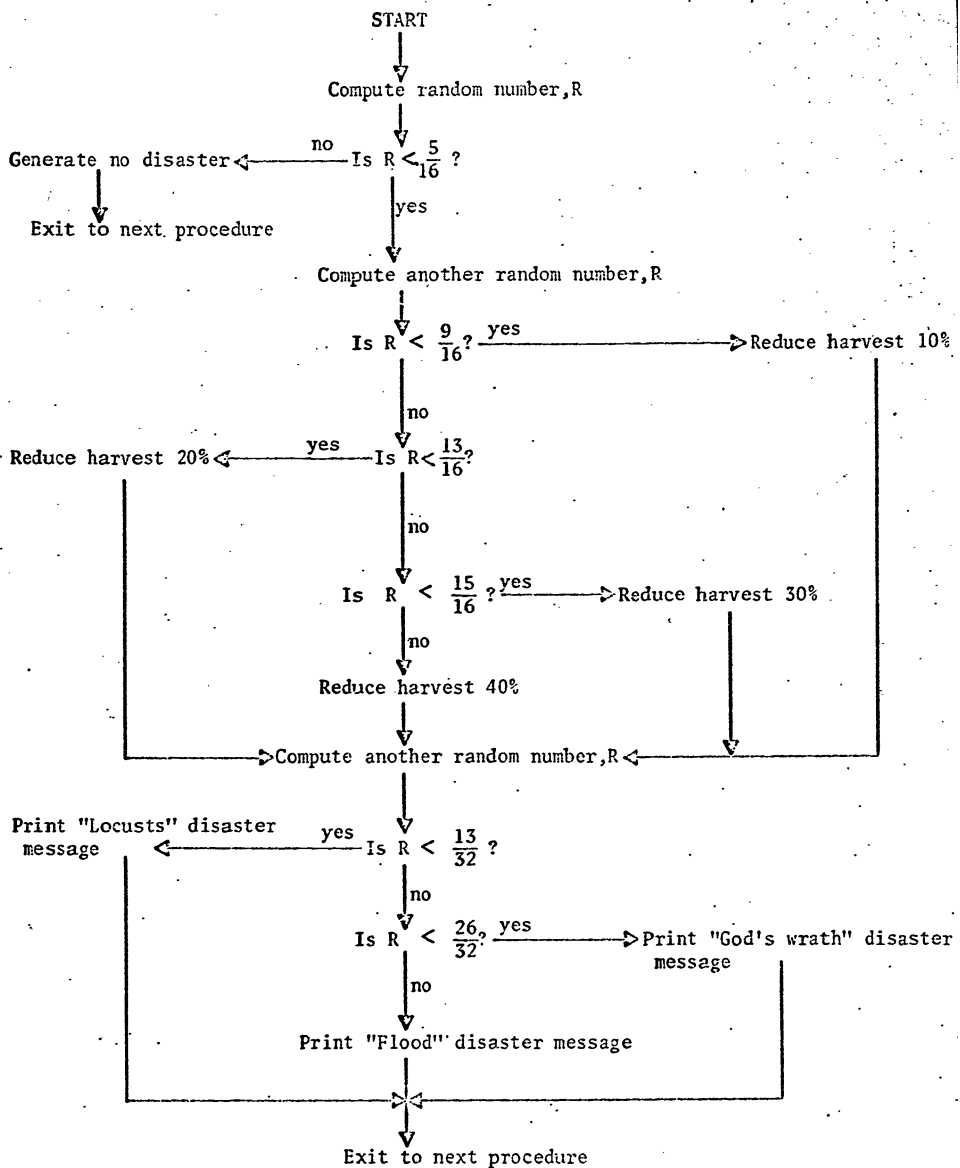 START
Compute random number,R
Generate no disaster
no
Is R < 5/16 ?
yes
Exit to next procedure
Compute another random number,R
Is R < 9/16?
yes
Reduce harvest 10%
no
Reduce harvest 20%
yes
Is R < 13/16?
no
Is R < 15/16 ?
yes
Reduce harvest 30%
no
Reduce harvest 40%
Compute another random number,R
Print "Locusts" disaster
message
yes
Is R < 13/32 ?
no
Is R < 26/32?
yes
Print "God's wrath" disaster
message
no
Print "Flood" disaster message
Exit to next procedure